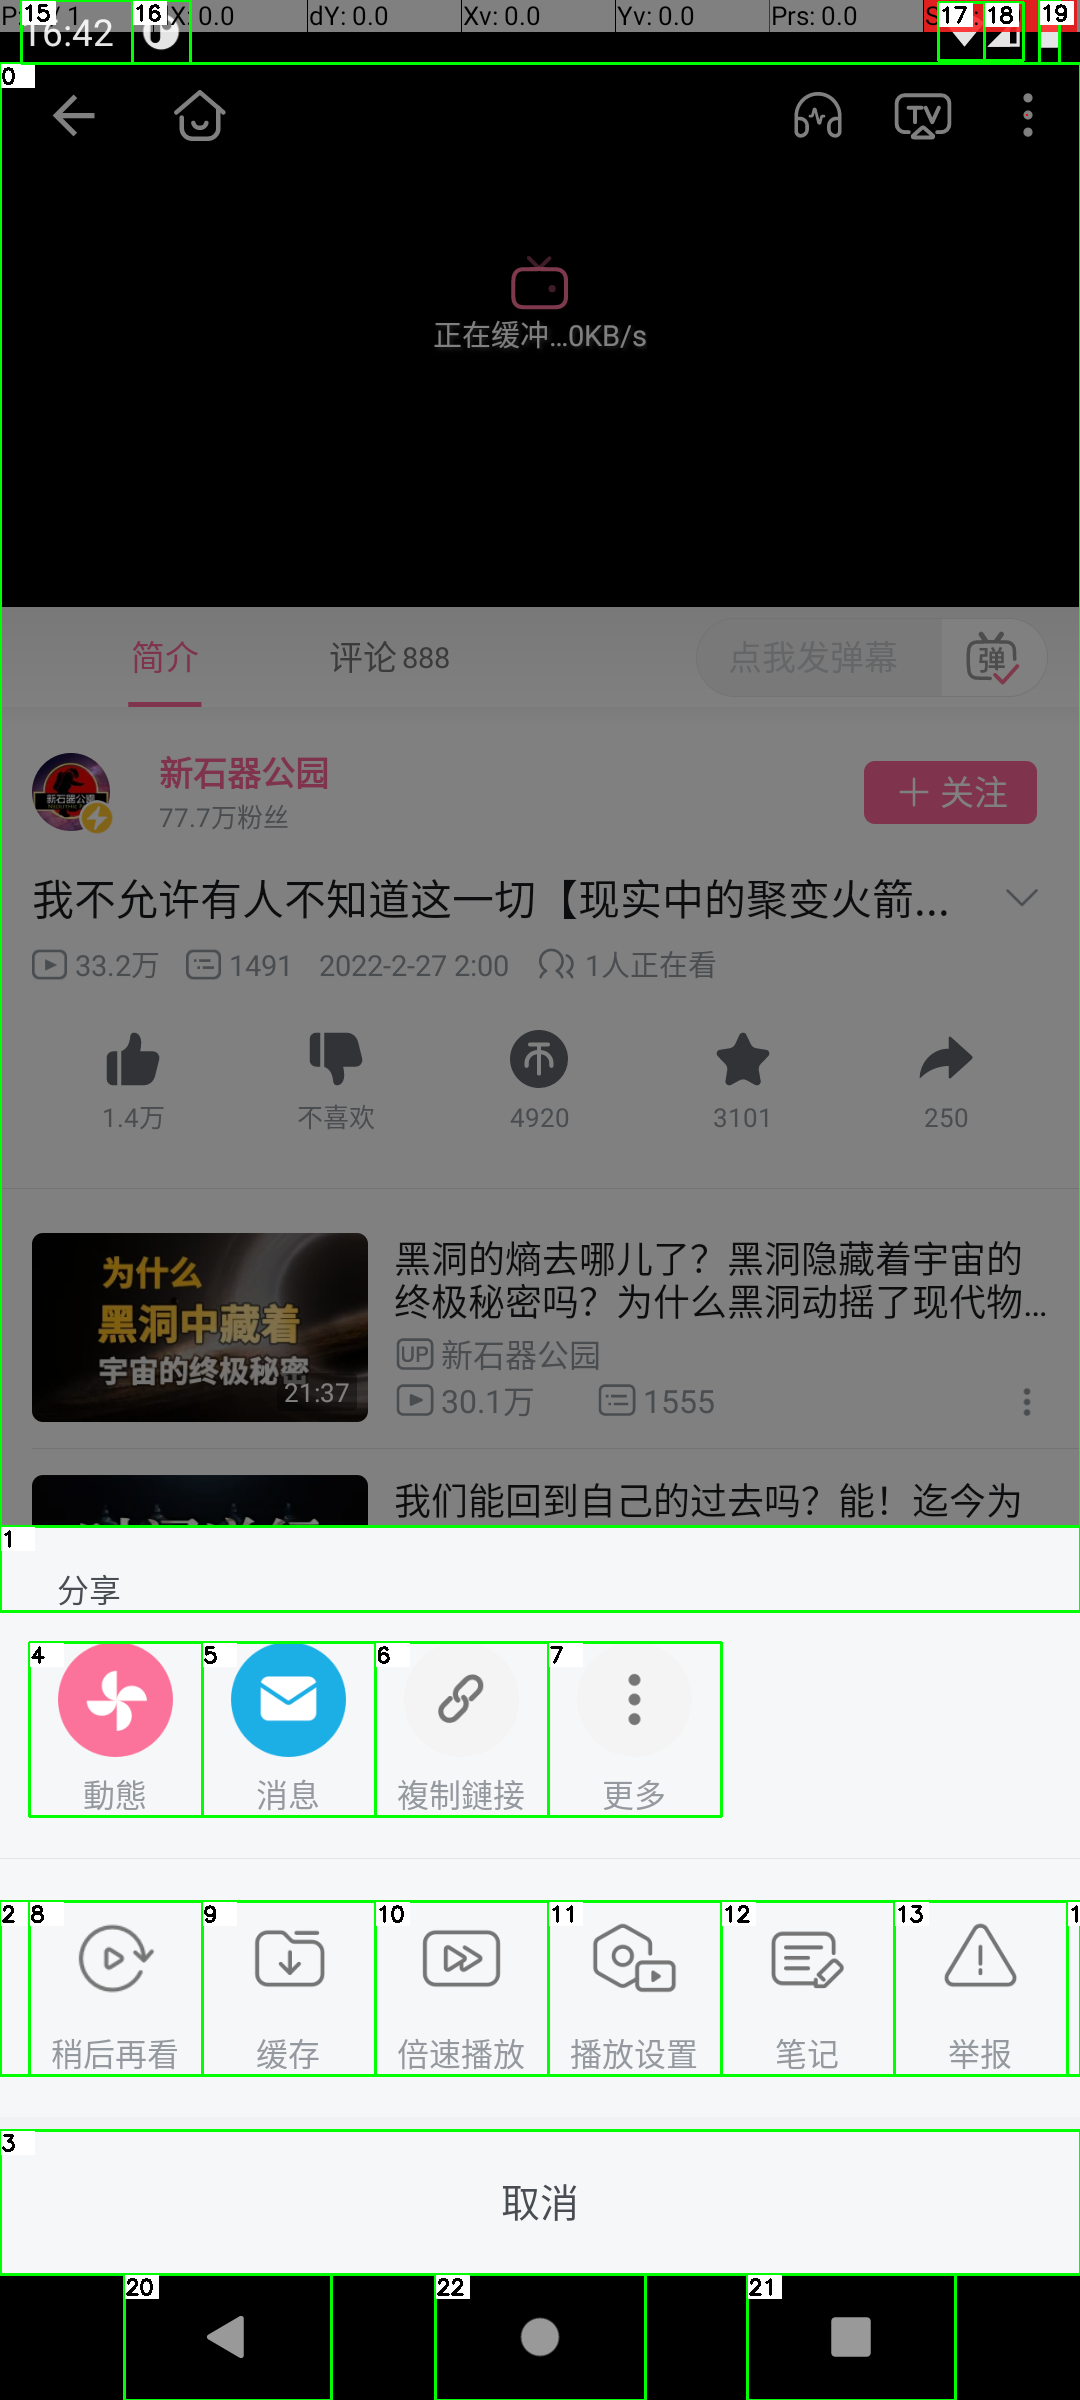 P: / 1 X: 0.0 dY: 0.0 Xv: 0.0 Yv: 0.0 Prs: 0.0
15 16 17 18 19
16:42
0
TV
正在缓冲...0KB/s
简介 评论 888 点我发弹幕 弹
新石器公园
77.7万粉丝
+ 关注
新石器公園
我不允许有人不知道这一切【现实中的聚变火箭...
33.2万 1491 2022-2-27 2:00 1人正在看
1.4万 不喜欢 4920 3101 250
为什么
黑洞中藏着
宇宙的终极秘密
21:37
黑洞的熵去哪儿了？黑洞隐藏着宇宙的
终极秘密吗？为什么黑洞动摇了现代物...
UP 新石器公园
30.1万 1555
我们能回到自己的过去吗？能！迄今为
1
分享
4 5 6 7
動態 消息 複制鏈接 更多
2 8 9 10 11 12 13 1
稍后再看 缓存 倍速播放 播放设置 笔记 举报
3
取消
20 22 21